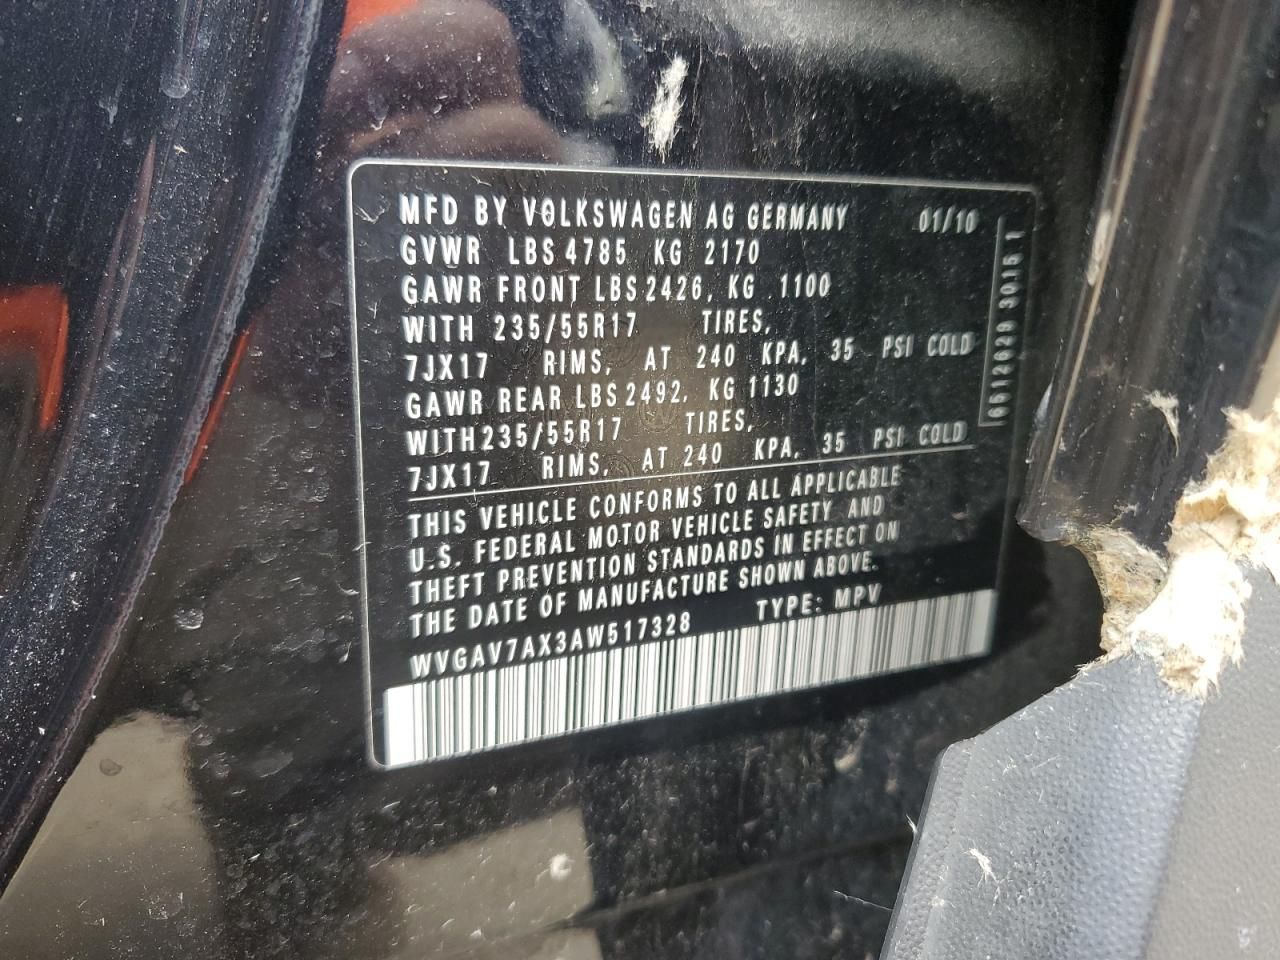 MFD BY VOLKSWAGEN AG GERMANY 01/10
GVWR LBS 4785 KG 2170
GAWR FRONT LBS 2426, KG 1100
WITH 235/55R17 TIRES,
7JX17 RIMS, AT 240 KPA, 35 PSI COLD
GAWR REAR LBS 2492, KG 1130
WITH 235/55R17 TIRES,
7JX17 RIMS, AT 240 KPA, 35 PSI COLD
THIS VEHICLE CONFORMS TO ALL APPLICABLE
U.S. FEDERAL MOTOR VEHICLE SAFETY AND
THEFT PREVENTION STANDARDS IN EFFECT ON
THE DATE OF MANUFACTURE SHOWN ABOVE.
WVGAV7AX3AW517328 TYPE: MPV